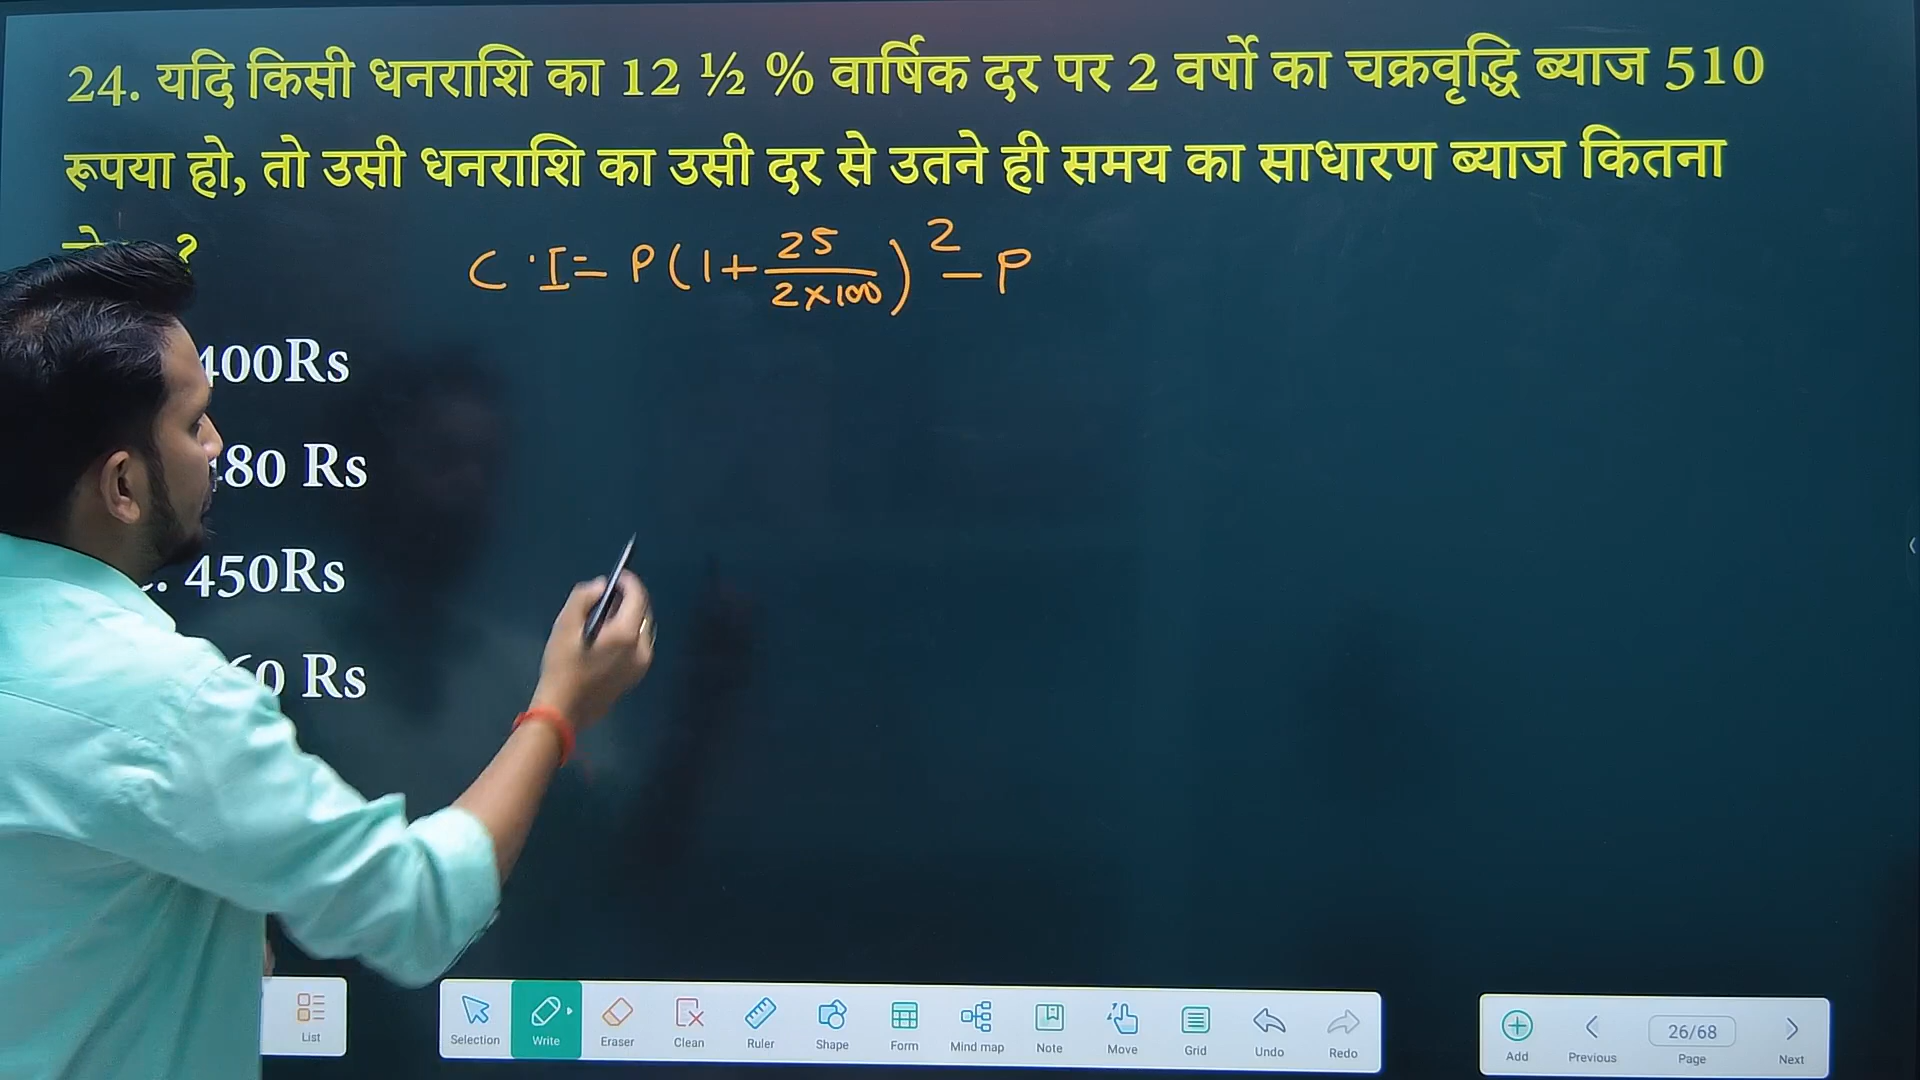 24. यदि किसी धनराशि का 12 ½ % वार्षिक दर पर 2 वर्षो का चक्रवृद्धि ब्याज 510
रूपया हो, तो उसी धनराशि का उसी दर से उतने ही समय का साधारण ब्याज कितना
?
C.I = P(1+25/2×100)² - P
400Rs
80 Rs
c. 450Rs
60 Rs
List
Selection Write Eraser Clean Ruler Shape Form Mind map Note Move Grid Undo Redo
Add Previous 26/68 Page Next